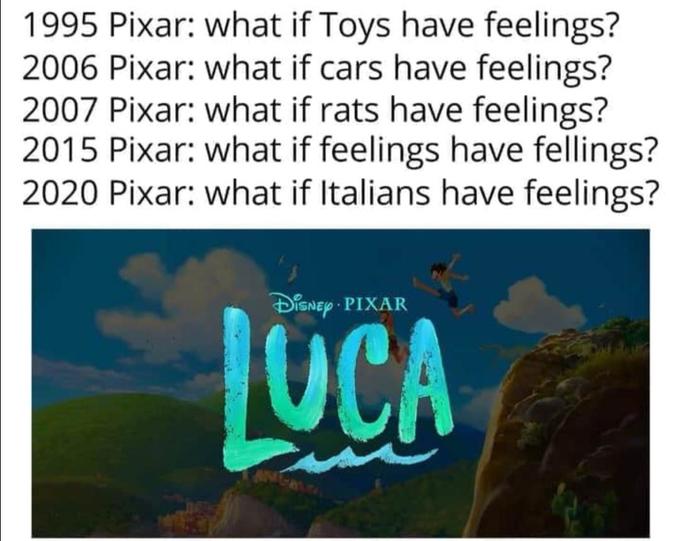 1995 Pixar: what if Toys have feelings?
2006 Pixar: what if cars have feelings?
2007 Pixar: what if rats have feelings?
2015 Pixar: what if feelings have fellings?
2020 Pixar: what if Italians have feelings?
DISNEY · PIXAR
LUCA